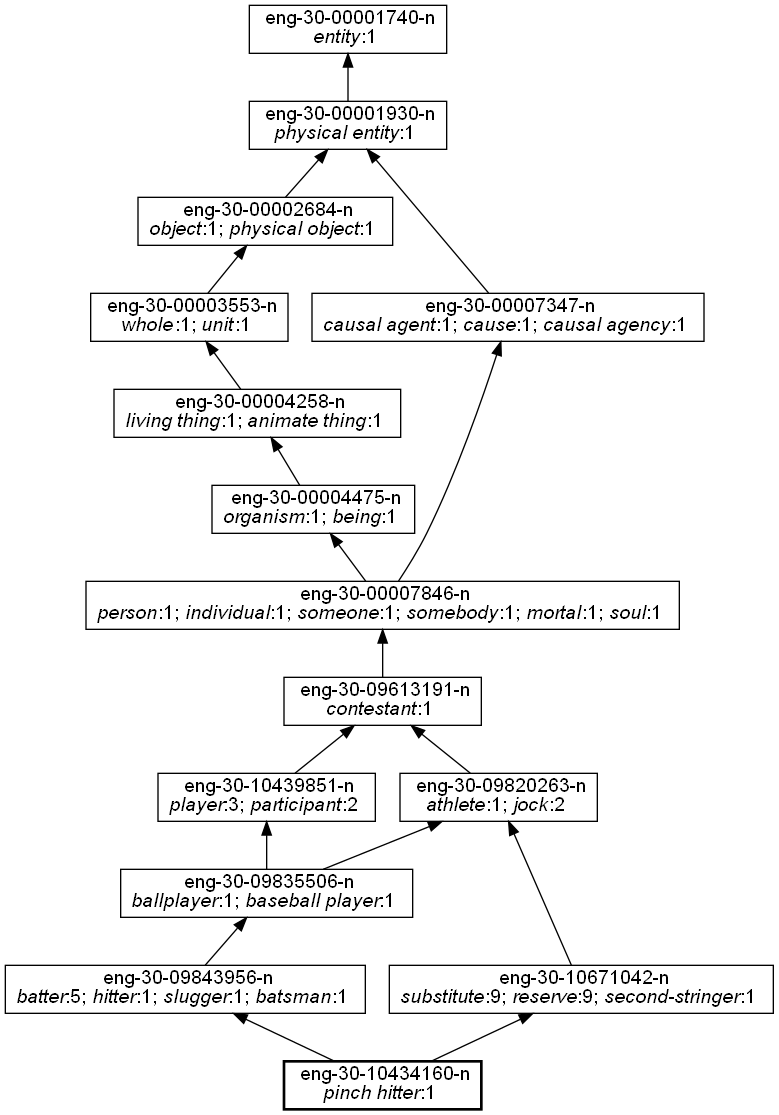 eng-30-00001740-n
entity:1
eng-30-00001930-n
physical entity:1
eng-30-00002684-n
object:1; physical object:1
eng-30-00003553-n
whole:1; unit:1
eng-30-00007347-n
causal agent:1; cause:1; causal agency:1
eng-30-00004258-n
living thing:1; animate thing:1
eng-30-00004475-n
organism:1; being:1
eng-30-00007846-n
person:1; individual:1; someone:1; somebody:1; mortal:1; soul:1
eng-30-09613191-n
contestant:1
eng-30-10439851-n
player:3; participant:2
eng-30-09820263-n
athlete:1; jock:2
eng-30-09835506-n
ballplayer:1; baseball player:1
eng-30-09843956-n
batter:5; hitter:1; slugger:1; batsman:1
eng-30-10671042-n
substitute:9; reserve:9; second-stringer:1
eng-30-10434160-n
pinch hitter:1